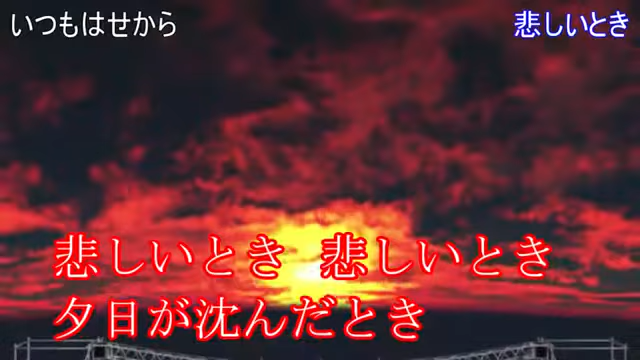 いつもはせから
悲しいとき
悲しいとき 悲しいとき
夕日が沈んだとき